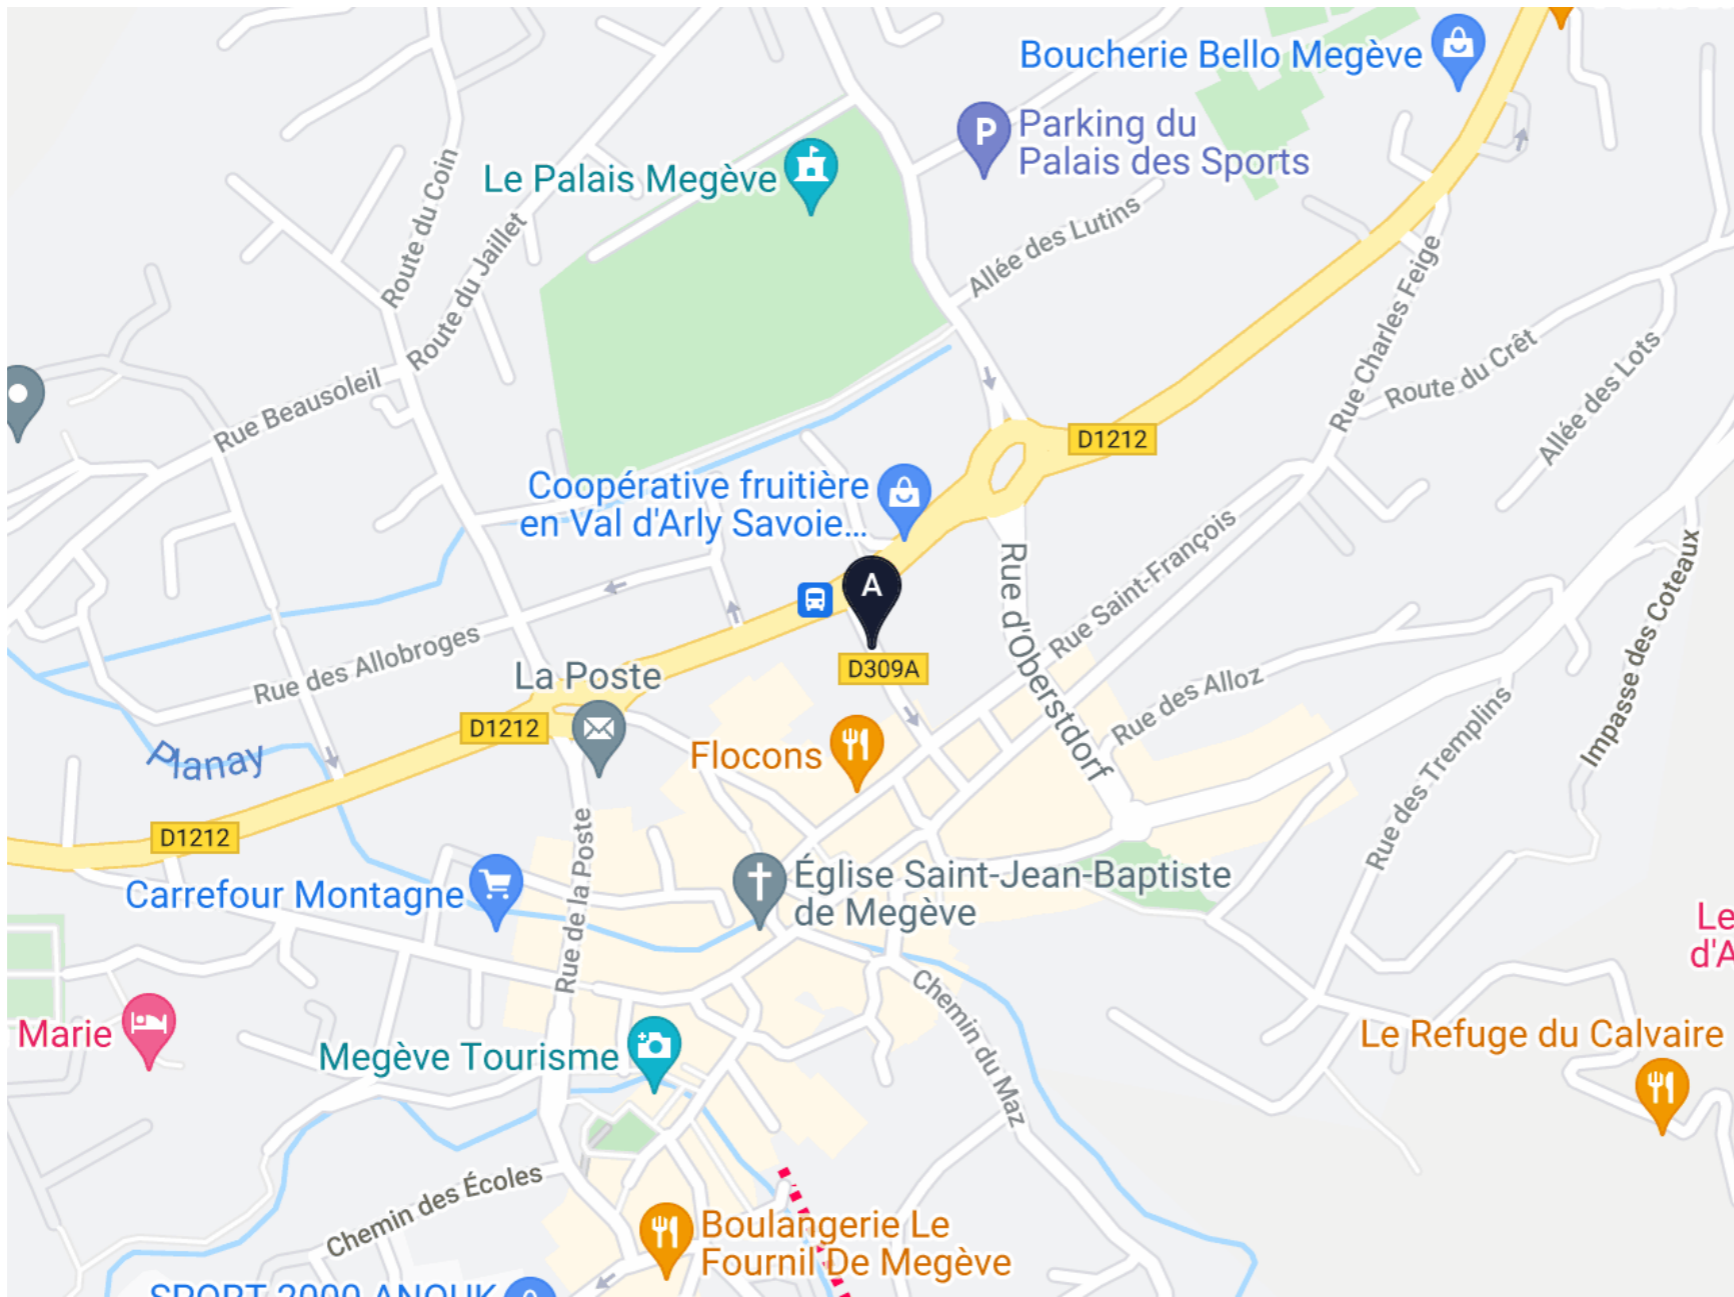 Boucherie Bello Megève
P
Parking du
Palais des Sports
Le Palais Megève
Route du Coin
Route du Jaillet
Allée des Lutins
Rue Charles Feige
Route du Crêt
Allée des Lots
Rue Beausoleil
D1212
Coopérative fruitière
en Val d'Arly Savoie...
Rue Saint-François
Impasse des Coteaux
A
Rue d'Oberstdorf
Rue des Allobroges
La Poste
D309A
Rue des Alloz
D1212
Planay
Flocons
Rue des Tremplins
D1212
Rue de la Poste
Carrefour Montagne
Église Saint-Jean-Baptiste
de Megève
Le
d'A
Chemin du Maz
Marie
Megève Tourisme
Le Refuge du Calvaire
Chemin des Écoles
Boulangerie Le
Fournil De Megève
SPORT 2000 ANOUK